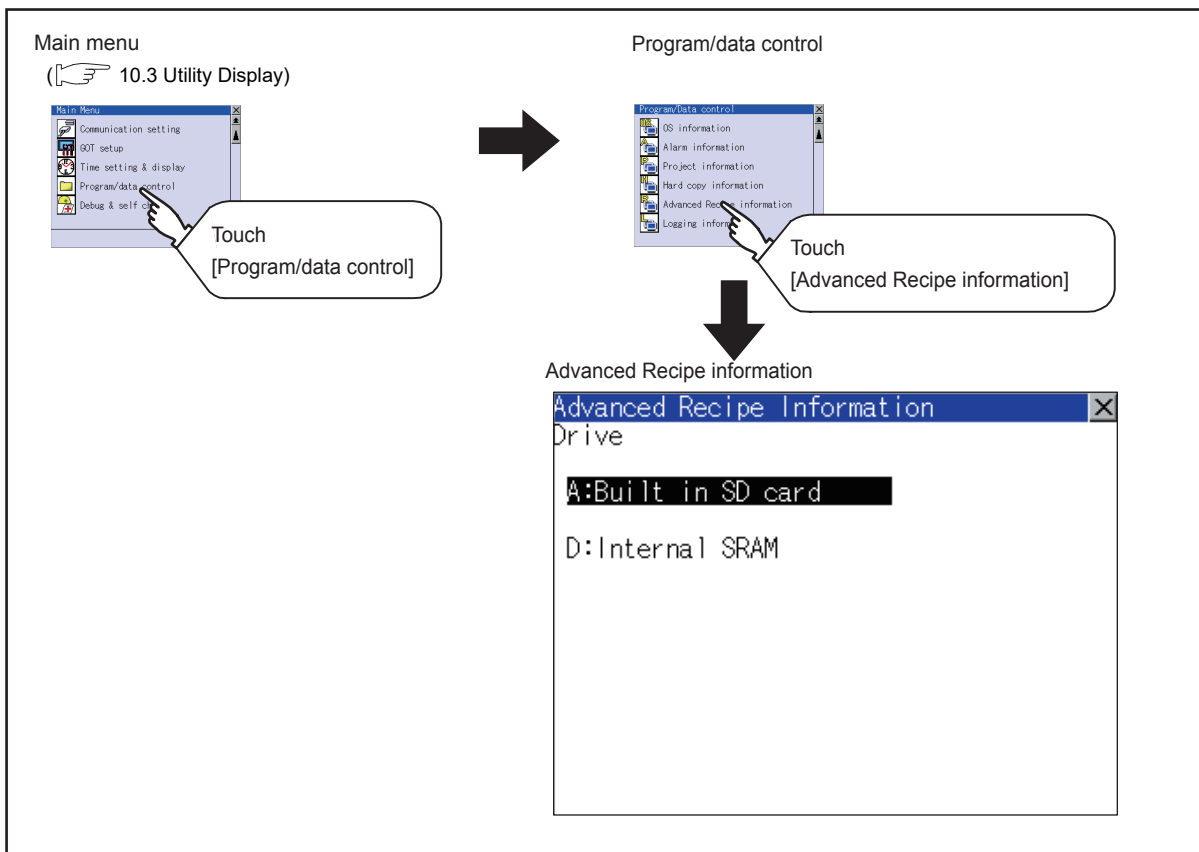 Main menu
( 10.3 Utility Display)
Main Menu
Communication setting
GOT setup
Time setting & display
Program/data control
Debug & self
Touch
[Program/data control]
Program/data control
Program/Data control
OS information
Alarm information
Project information
Hard copy information
Advanced Recipe information
Logging
Touch
[Advanced Recipe information]
Advanced Recipe information
Advanced Recipe Information
Drive
A:Built in SD card
D:Internal SRAM